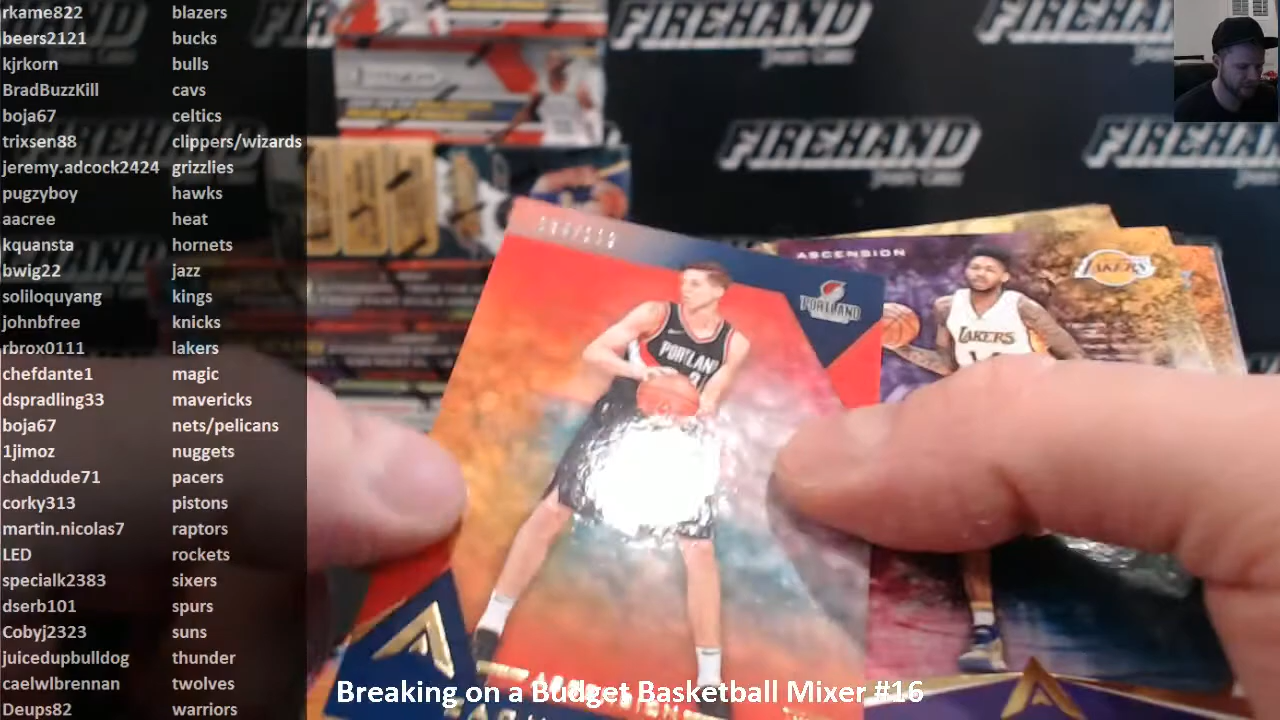 rkame822 blazers
beers2121 bucks
kjrkorn bulls
BradBuzzKill cavs
boja67 celtics
trixsen88 clippers/wizards
jeremy.adcock2424 grizzlies
pugzyboy hawks
aacree heat
kquansta hornets
bwig22 jazz
soliloquyang kings
johnbfree knicks
rbrox0111 lakers
chefdante1 magic
dspradling33 mavericks
boja67 nets/pelicans
1jimoz nuggets
chaddude71 pacers
corky313 pistons
martin.nicolas7 raptors
LED rockets
specialk2383 sixers
dserb101 spurs
Cobyj2323 suns
juicedupbulldog thunder
caelwlbrennan twolves
Deups82 warriors
FIREHAND
FIREHAND
FIREHAND
FIREHAND
ASCENSION
LAKERS
PORTLAND
LAKERS
PORTLAND
Breaking on a Budget Basketball Mixer #16